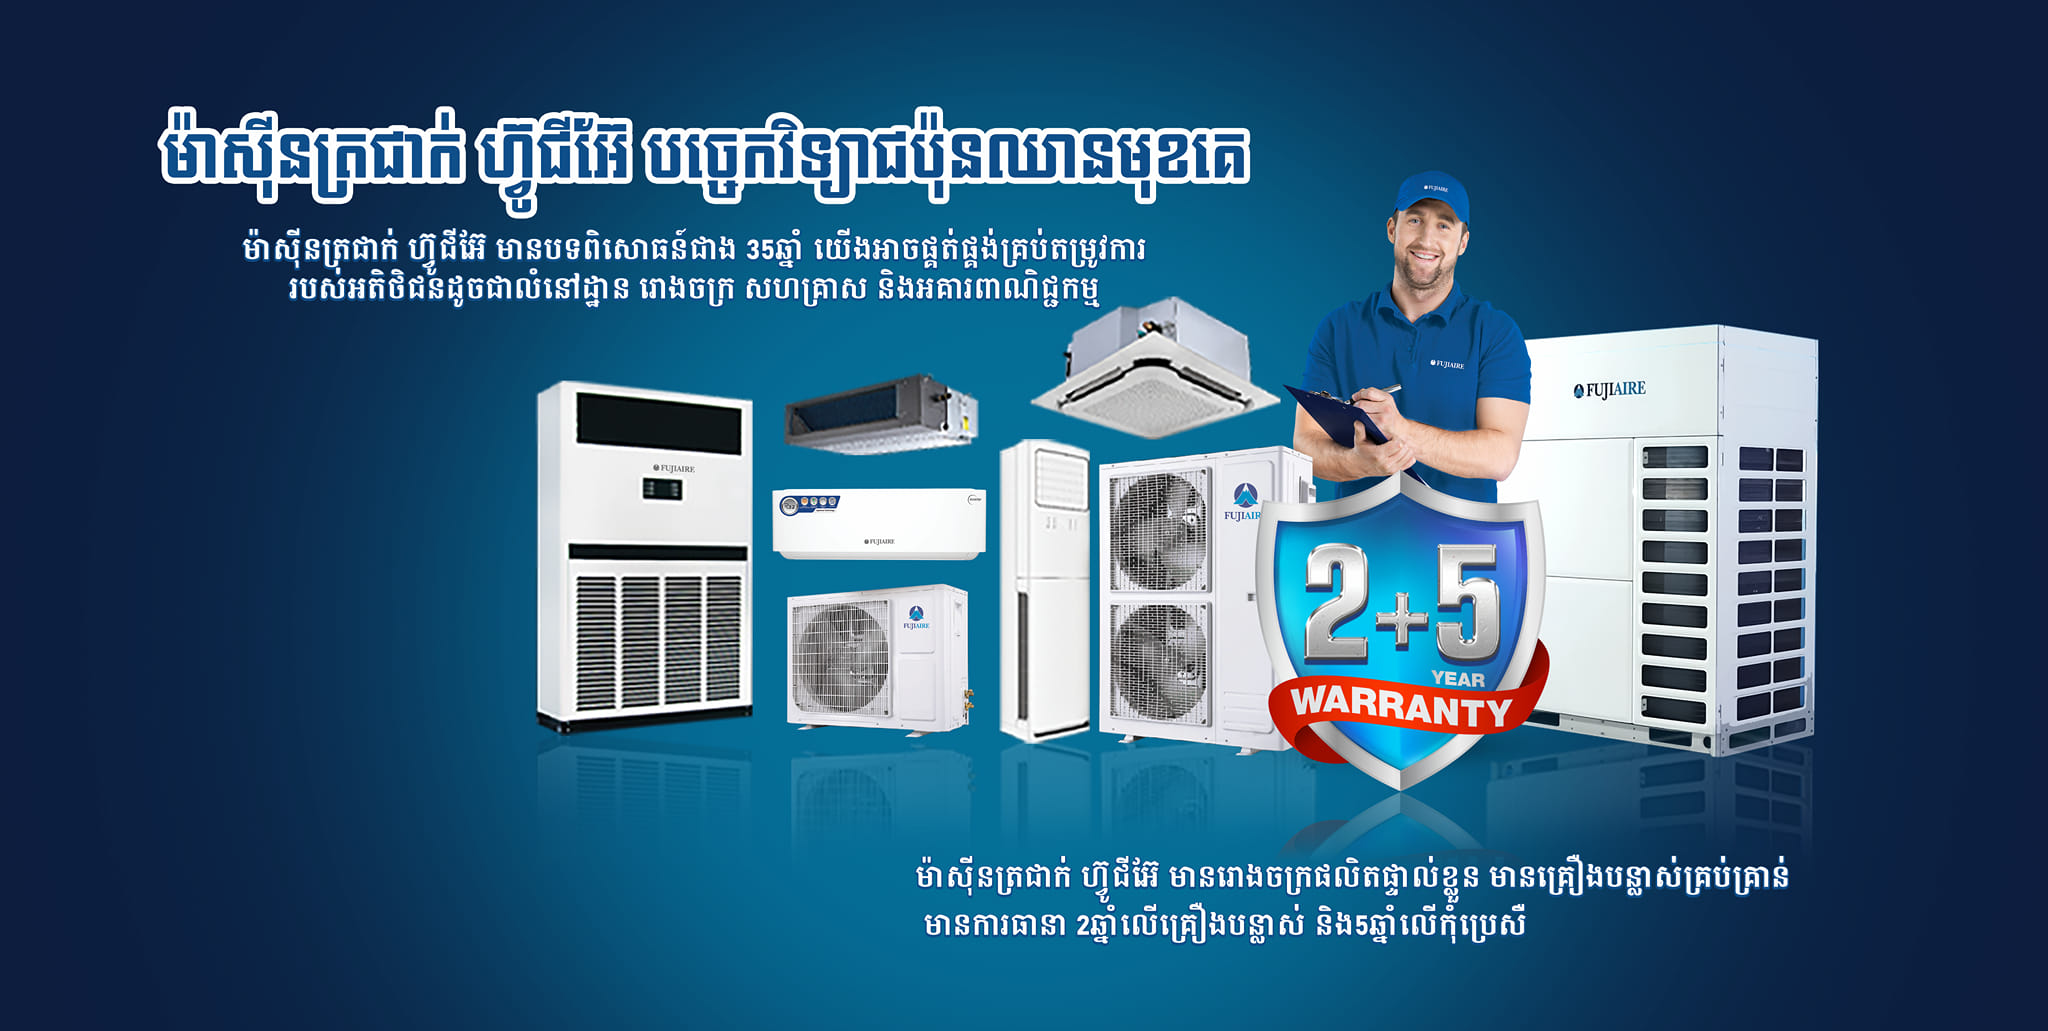 ម៉ាស៊ីនត្រជាក់ ហ្វ៊ូជីអ៊ែ បច្ចេកវិទ្យាជប៉ុនឈានមុខគេ
ម៉ាស៊ីនត្រជាក់ ហ្វ៊ូជីអ៊ែ មានបទពិសោធន៍ជាង 35ឆ្នាំ យើងអាចផ្គត់ផ្គង់គ្រប់តម្រូវការ
របស់អតិថិជនដូចជាលំនៅដ្ឋាន រោងចក្រ សហគ្រាស និងអគារពាណិជ្ជកម្ម
FUJIAIRE
FUJIAIRE
FUJIAIRE
FUJIAIRE
FUJIAIRE
FUJIAIRE
FUJIAIRE
FUJIAIR
2+5
YEAR
WARRANTY
ម៉ាស៊ីនត្រជាក់ ហ្វ៊ូជីអ៊ែ មានរោងចក្រផលិតផ្ទាល់ខ្លួន មានគ្រឿងបន្លាស់គ្រប់គ្រាន់
មានការធានា 2ឆ្នាំលើគ្រឿងបន្លាស់ និង5ឆ្នាំលើកុំប្រេសឺ